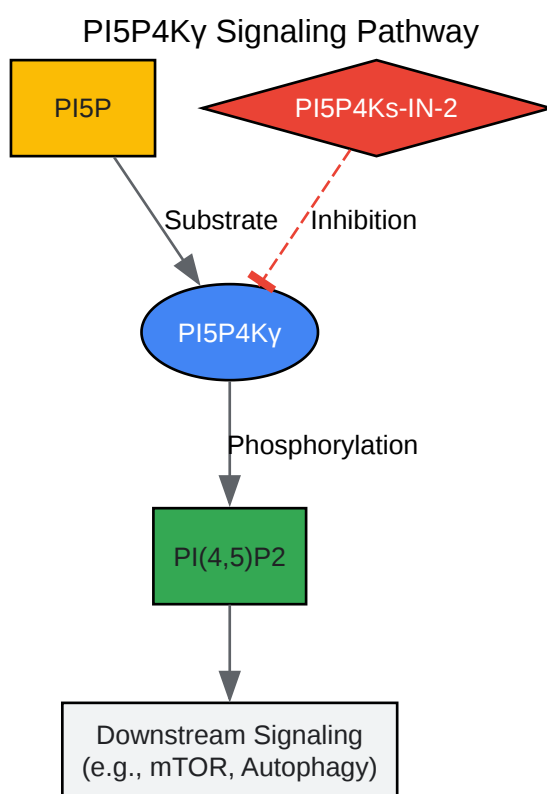 PI5P4Kγ Signaling Pathway
PI5P
PI5P4Ks-IN-2
Substrate
Inhibition
PI5P4Kγ
Phosphorylation
PI(4,5)P2
Downstream Signaling
(e.g., mTOR, Autophagy)